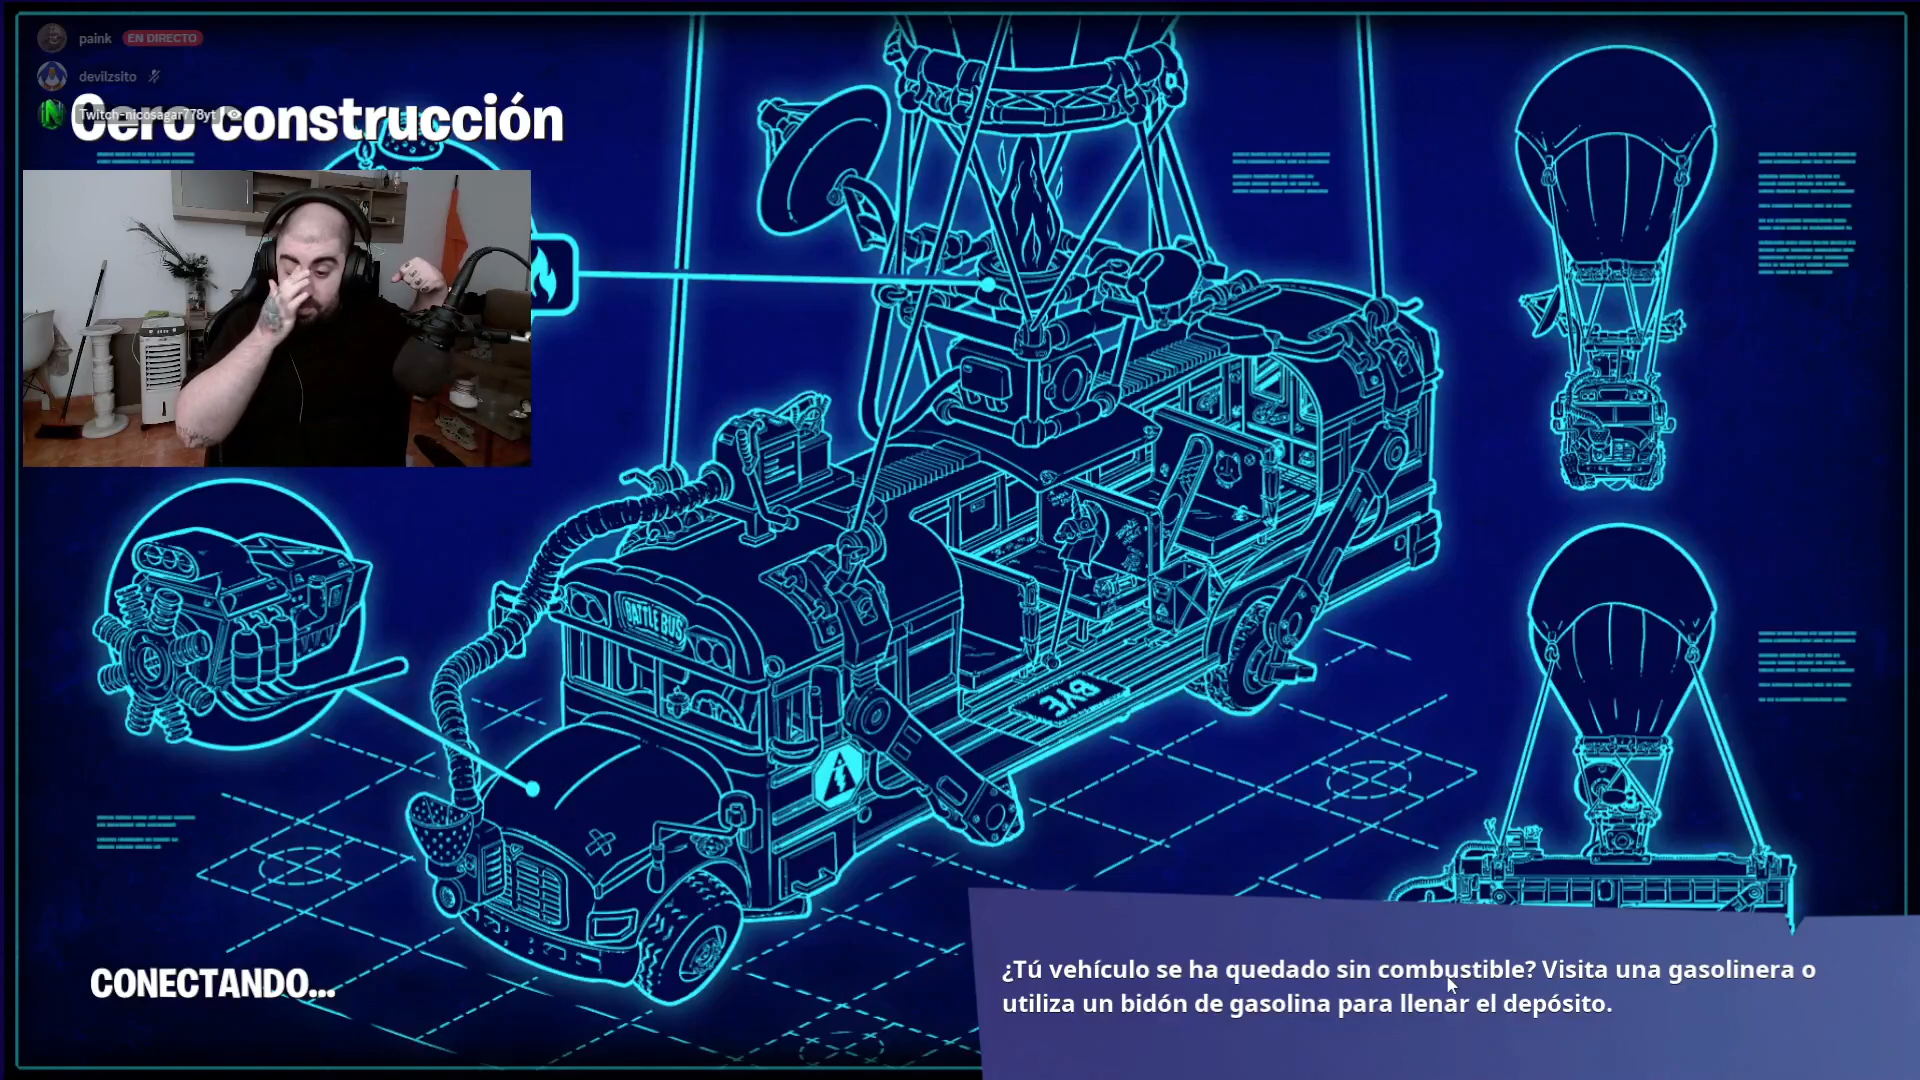 paink EN DIRECTO
devilzsito
Twitch-nicosagar778yt
Cero construcción
BATTLE BUS
BYE
CONECTANDO...
¿Tú vehículo se ha quedado sin combustible? Visita una gasolinera o
utiliza un bidón de gasolina para llenar el depósito.